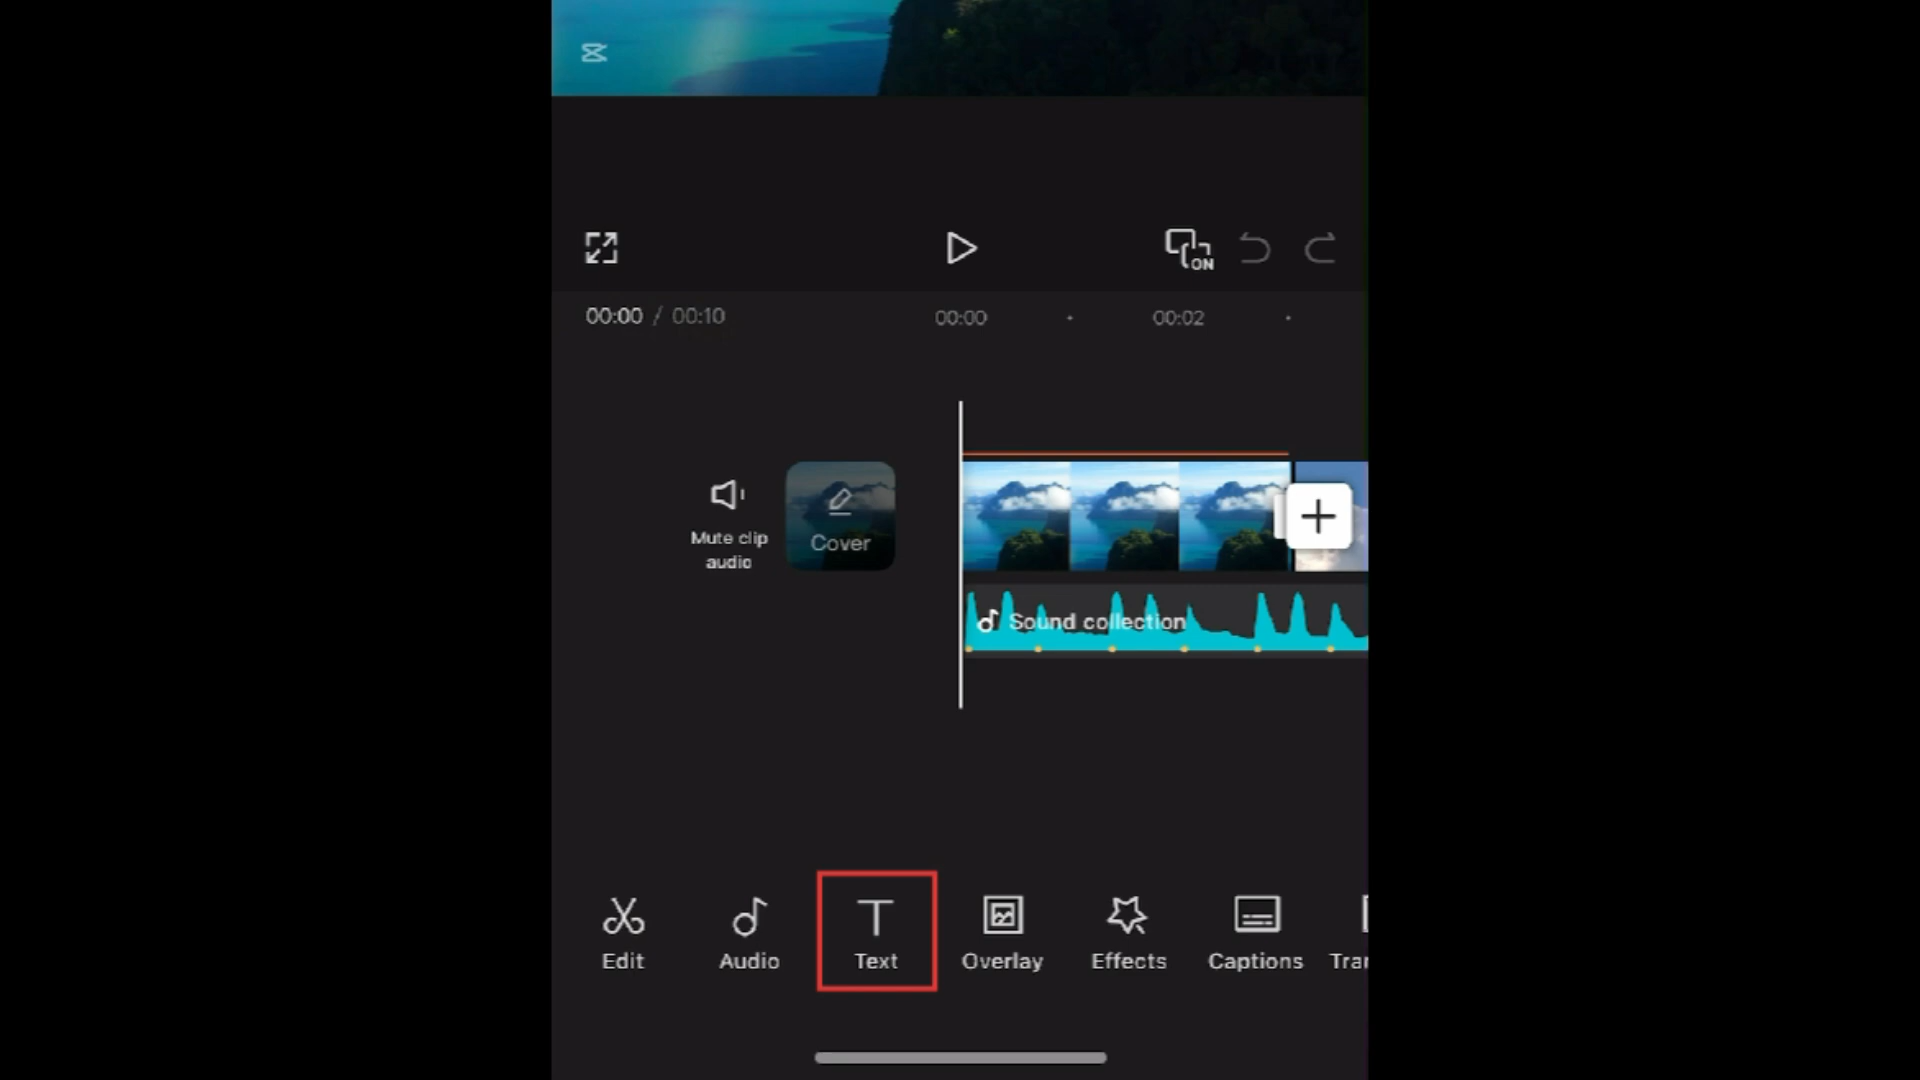 ON
00:00 / 00:10
00:00
00:02
Mute clip
audio
Cover
Sound collection
Edit
Audio
Text
Overlay
Effects
Captions
Tran